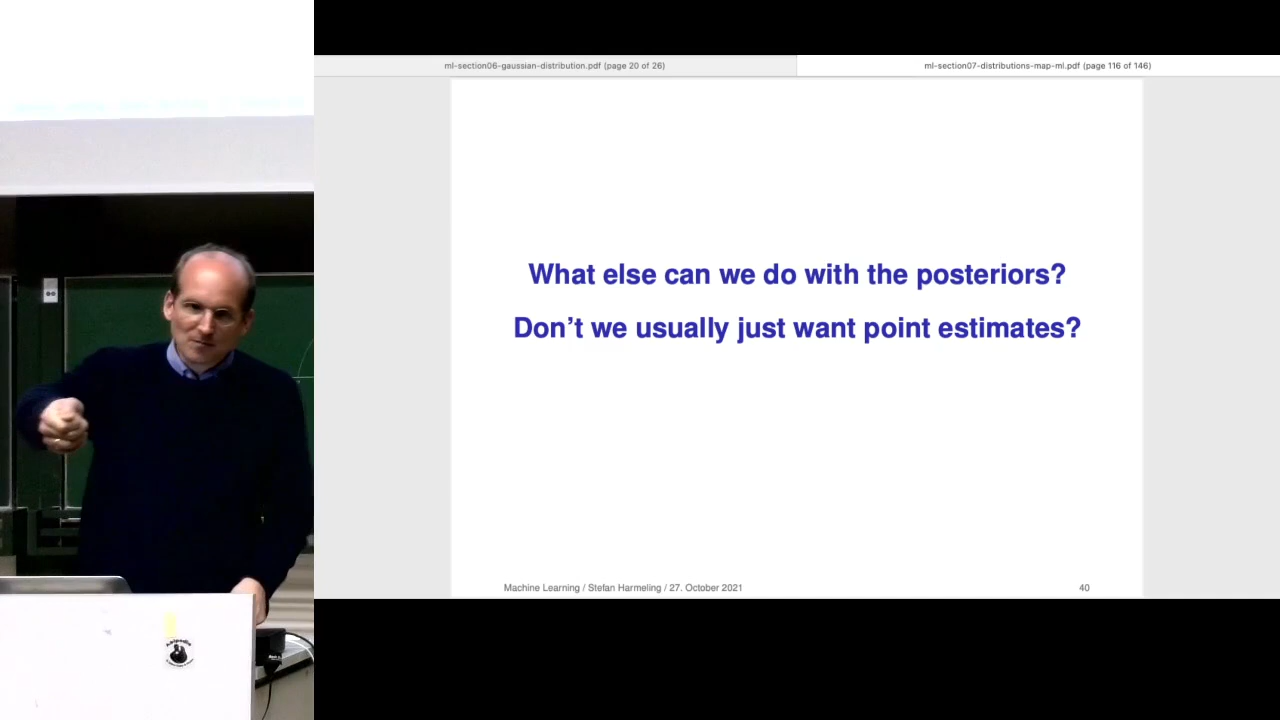 ml-section06-gaussian-distribution.pdf (page 20 of 26)
ml-section07-distributions-map-ml.pdf (page 116 of 146)
What else can we do with the posteriors?
Don't we usually just want point estimates?
Machine Learning / Stefan Harmeling / 27. October 2021
40